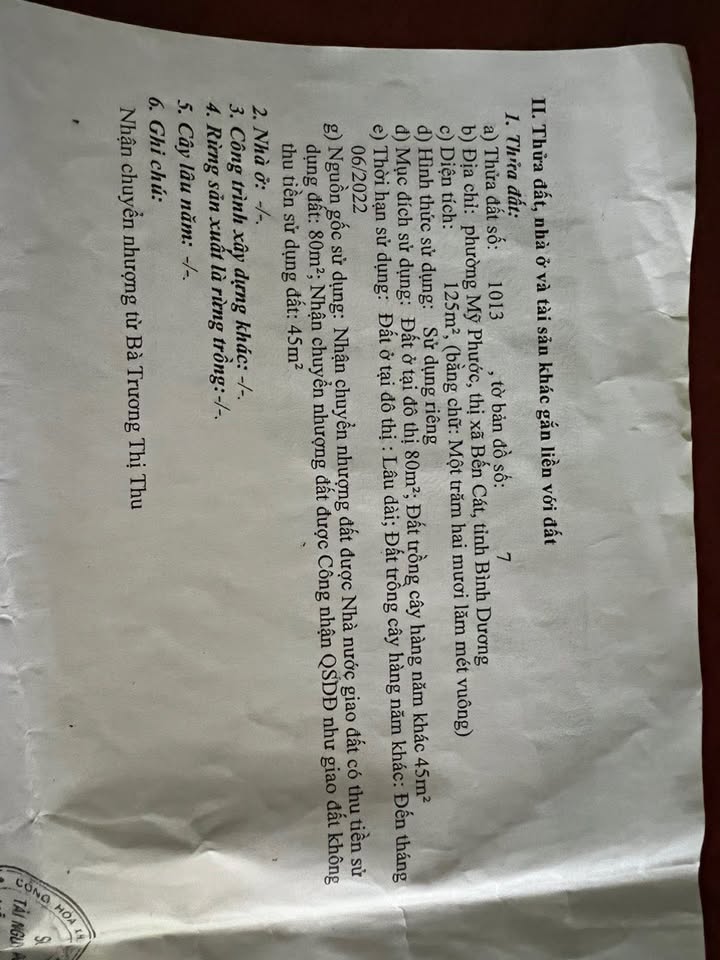 II. Thửa đất, nhà ở và tài sản khác gắn liền với đất
1. Thửa đất:
a) Thửa đất số: 1013 , tờ bản đồ số: 7
b) Địa chỉ: phường Mỹ Phước, thị xã Bến Cát, tỉnh Bình Dương
c) Diện tích: 125m², (bằng chữ: Một trăm hai mươi lăm mét vuông)
d) Hình thức sử dụng: Sử dụng riêng
đ) Mục đích sử dụng: Đất ở tại đô thị 80m²; Đất trồng cây hàng năm khác 45m²
e) Thời hạn sử dụng: Đất ở tại đô thị : Lâu dài; Đất trồng cây hàng năm khác: Đến tháng
06/2022
g) Nguồn gốc sử dụng: Nhận chuyển nhượng đất được Nhà nước giao đất có thu tiền sử
dụng đất: 80m²; Nhận chuyển nhượng đất được Công nhận QSDĐ như giao đất không
thu tiền sử dụng đất: 45m²
2. Nhà ở: -/-.
3. Công trình xây dựng khác: -/-.
4. Rừng sản xuất là rừng trồng: -/-.
5. Cây lâu năm: -/-.
6. Ghi chú:
Nhận chuyển nhượng từ Bà Trương Thị Thu
CỘNG HÒA
TÀI